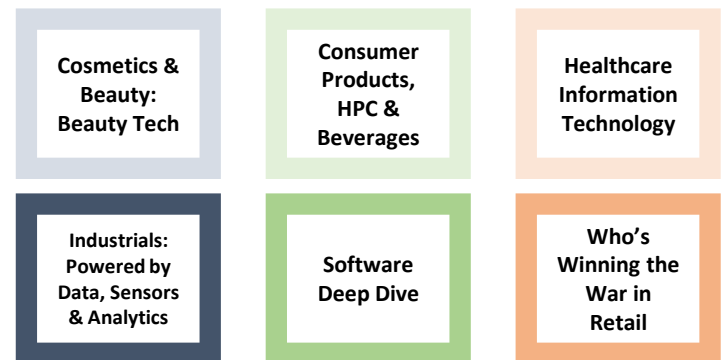 Cosmetics &
Beauty:
Beauty Tech
Consumer
Products,
HPC &
Beverages
Healthcare
Information
Technology
Industrials:
Powered by
Data, Sensors
& Analytics
Software
Deep Dive
Who’s
Winning the
War in
Retail